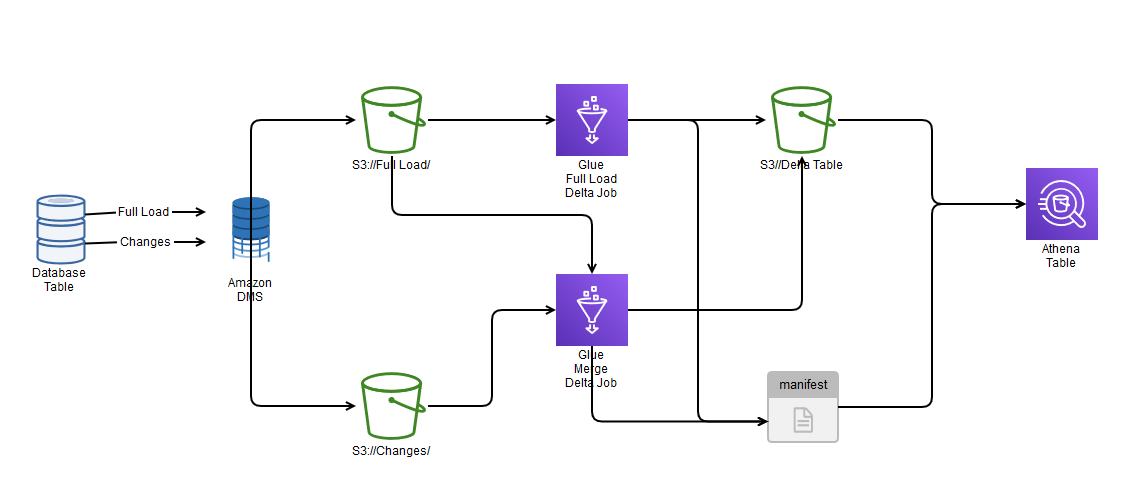 S3://Full Load/
Glue
Full Load
Delta Job
S3//Delta Table
Full Load
Changes
Database
Table
Amazon
DMS
Athena
Table
Glue
Merge
Delta Job
manifest
S3://Changes/